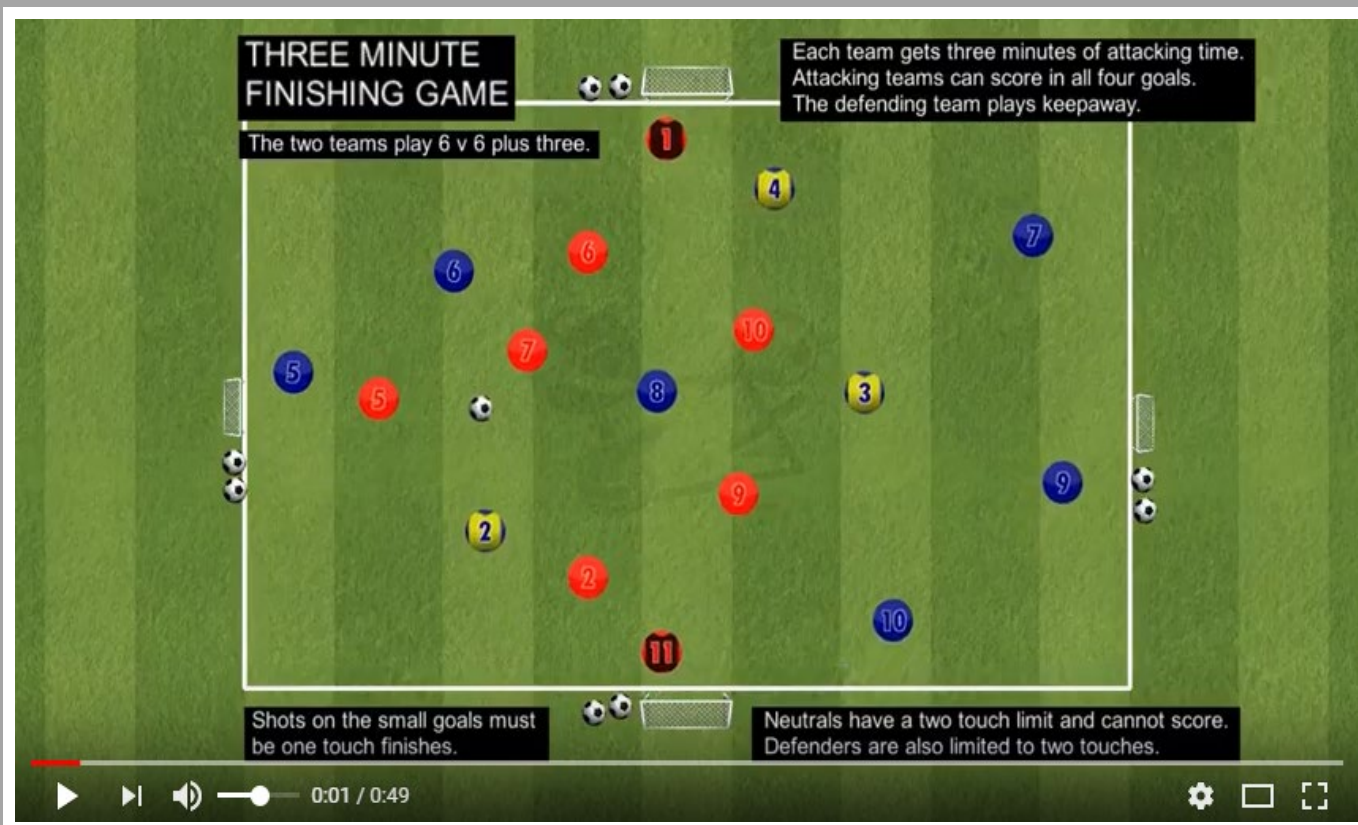 THREE MINUTE
FINISHING GAME
Each team gets three minutes of attacking time.
Attacking teams can score in all four goals.
The defending team plays keepaway.
The two teams play 6 v 6 plus three.
1
4
7
6
6
10
7
5
8
3
5
9
9
2
2
10
11
Shots on the small goals must
be one touch finishes.
Neutrals have a two touch limit and cannot score.
Defenders are also limited to two touches.
0:01 / 0:49